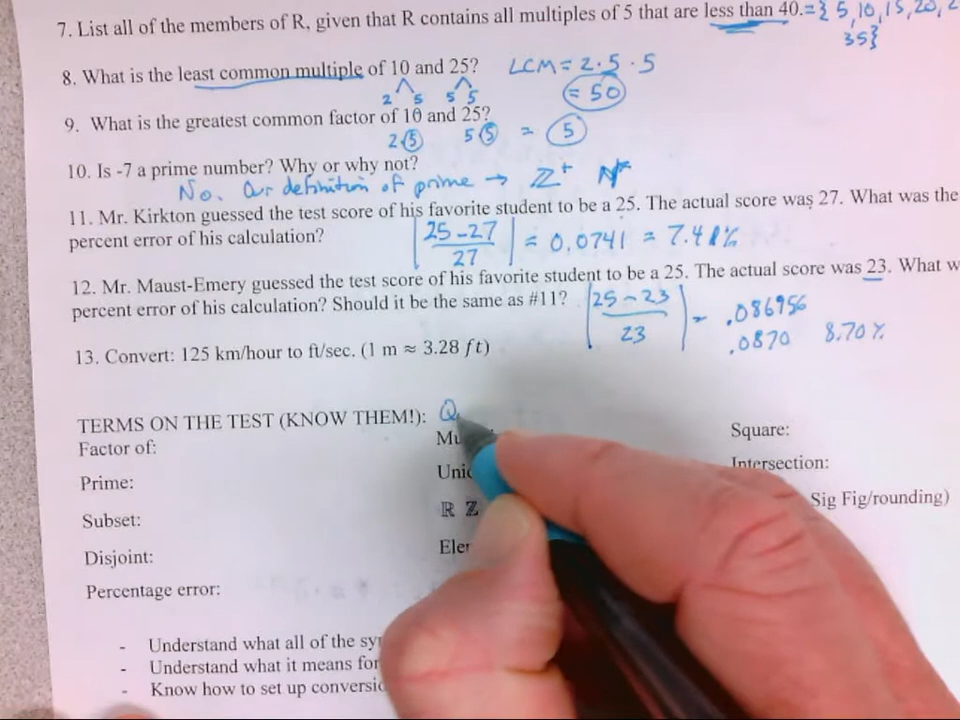 7. List all of the members of R, given that R contains all multiples of 5 that are less than 40. = { 5, 10, 15, 20, 2
35}
8. What is the least common multiple of 10 and 25? LCM = 2·5·5
2 5 5 5 = 50
9. What is the greatest common factor of 10 and 25?
2 5 5 5 = 5
10. Is -7 a prime number? Why or why not?
No. Our definition of prime → ℤ⁺
11. Mr. Kirkton guessed the test score of his favorite student to be a 25. The actual score was 27. What was the
percent error of his calculation? |25-27
27| = 0.0741 = 7.41%
12. Mr. Maust-Emery guessed the test score of his favorite student to be a 25. The actual score was 23. What w
percent error of his calculation? Should it be the same as #11? |25-23
23| = .086956
.0870 8.70%
13. Convert: 125 km/hour to ft/sec. (1 m ≈ 3.28 ft)
TERMS ON THE TEST (KNOW THEM!): Q
Factor of: Mu Square:
Prime: Unio Intersection:
Subset: ℝ ℤ Sig Fig/rounding)
Disjoint: Eler
Percentage error:
- Understand what all of the sy
- Understand what it means for
- Know how to set up conversio